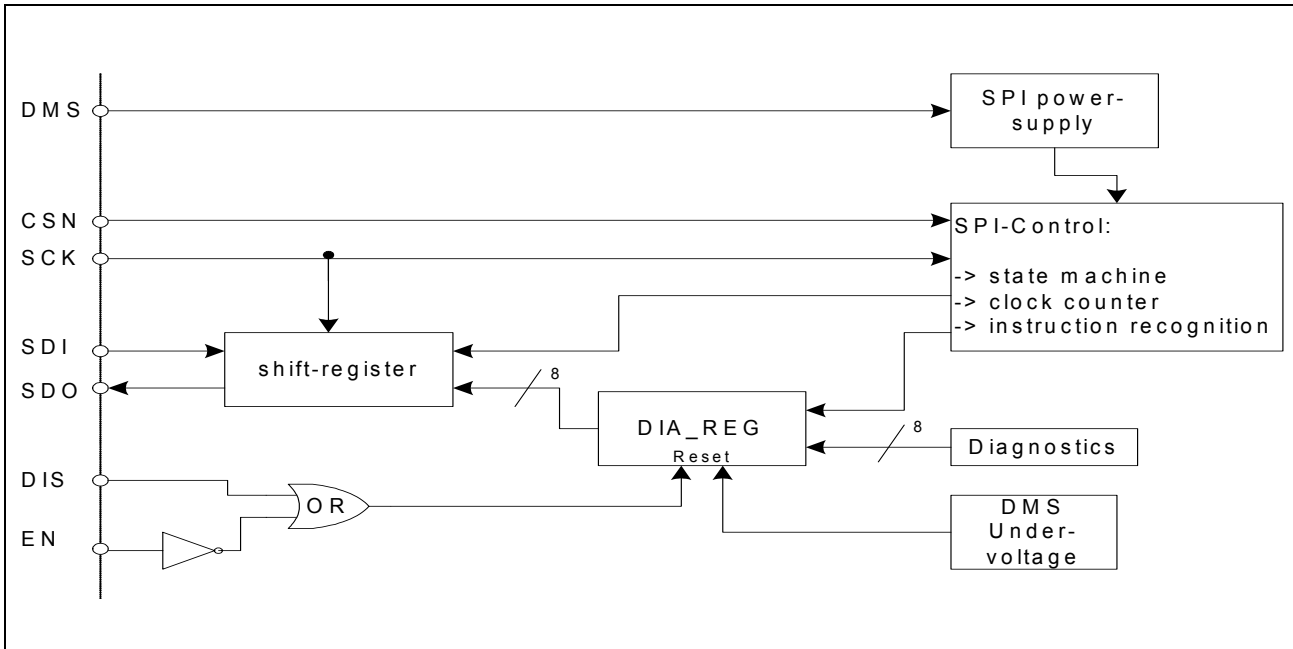 DMS
SPI power-
supply
CSN
SPI-Control:
SCK
-> state machine
-> clock counter
-> instruction recognition
SDI
shift-register
SDO
8
DIA_REG
Reset
8
Diagnostics
DIS
OR
DMS
Under-
voltage
EN